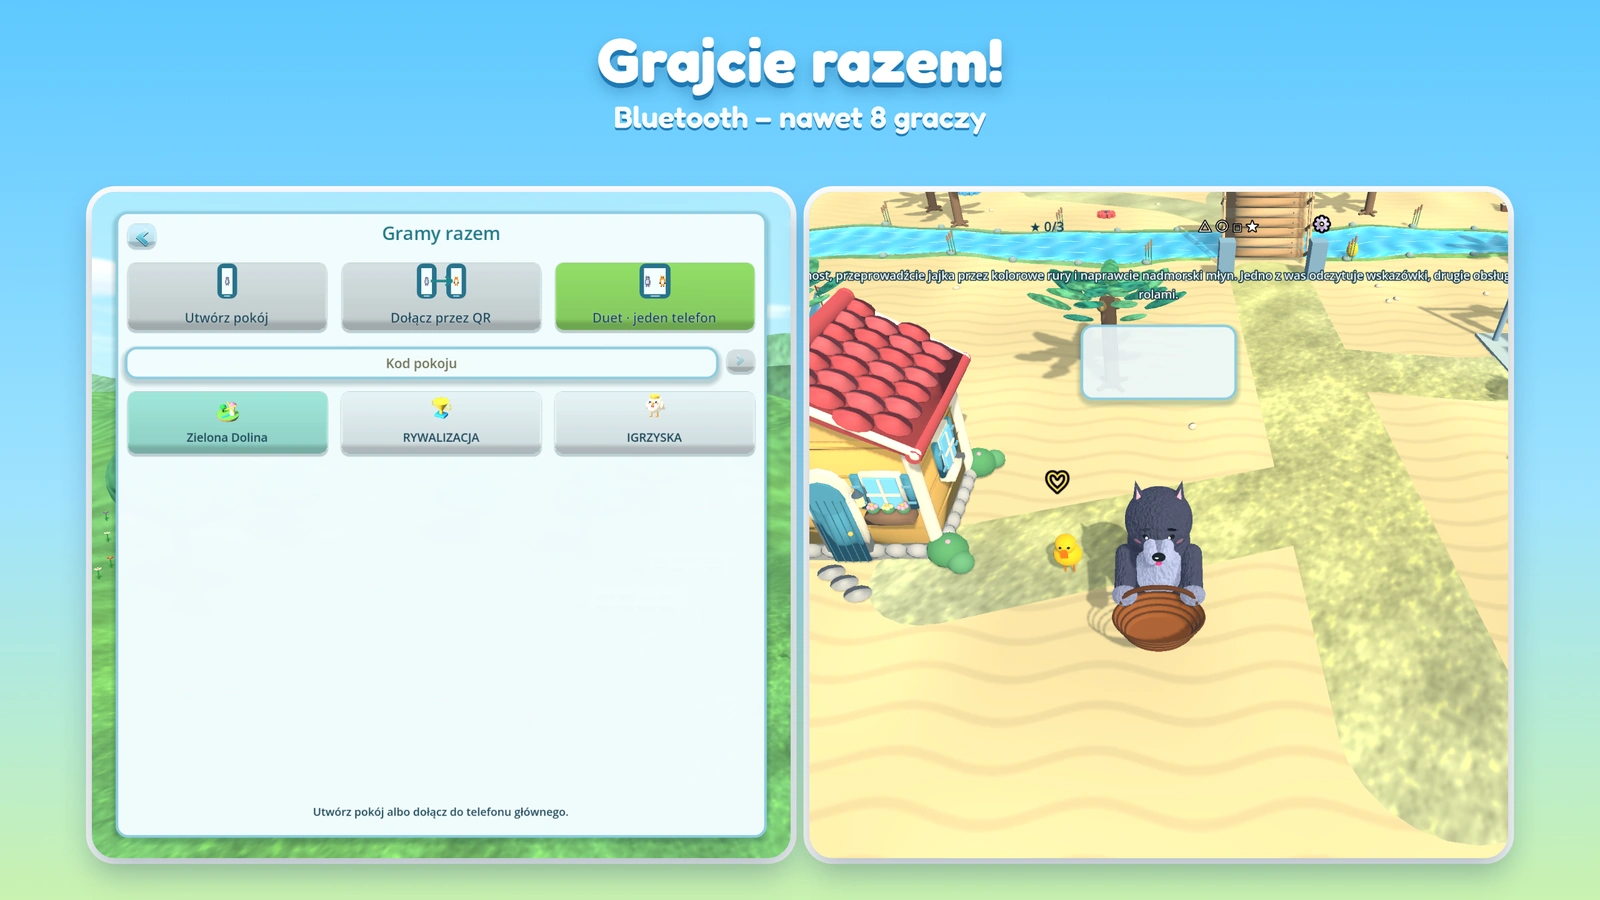 Grajcie razem!
Bluetooth – nawet 8 graczy
Gramy razem
Utwórz pokój
Dołącz przez QR
Duet · jeden telefon
Kod pokoju
Zielona Dolina
RYWALIZACJA
IGRZYSKA
Utwórz pokój albo dołącz do telefonu głównego.
★ 0/3
przeprowadźcie jajka przez kolorowe rury i naprawcie nadmorski młyn. Jedno z was odczytuje wskazówki, drugie
rolami.